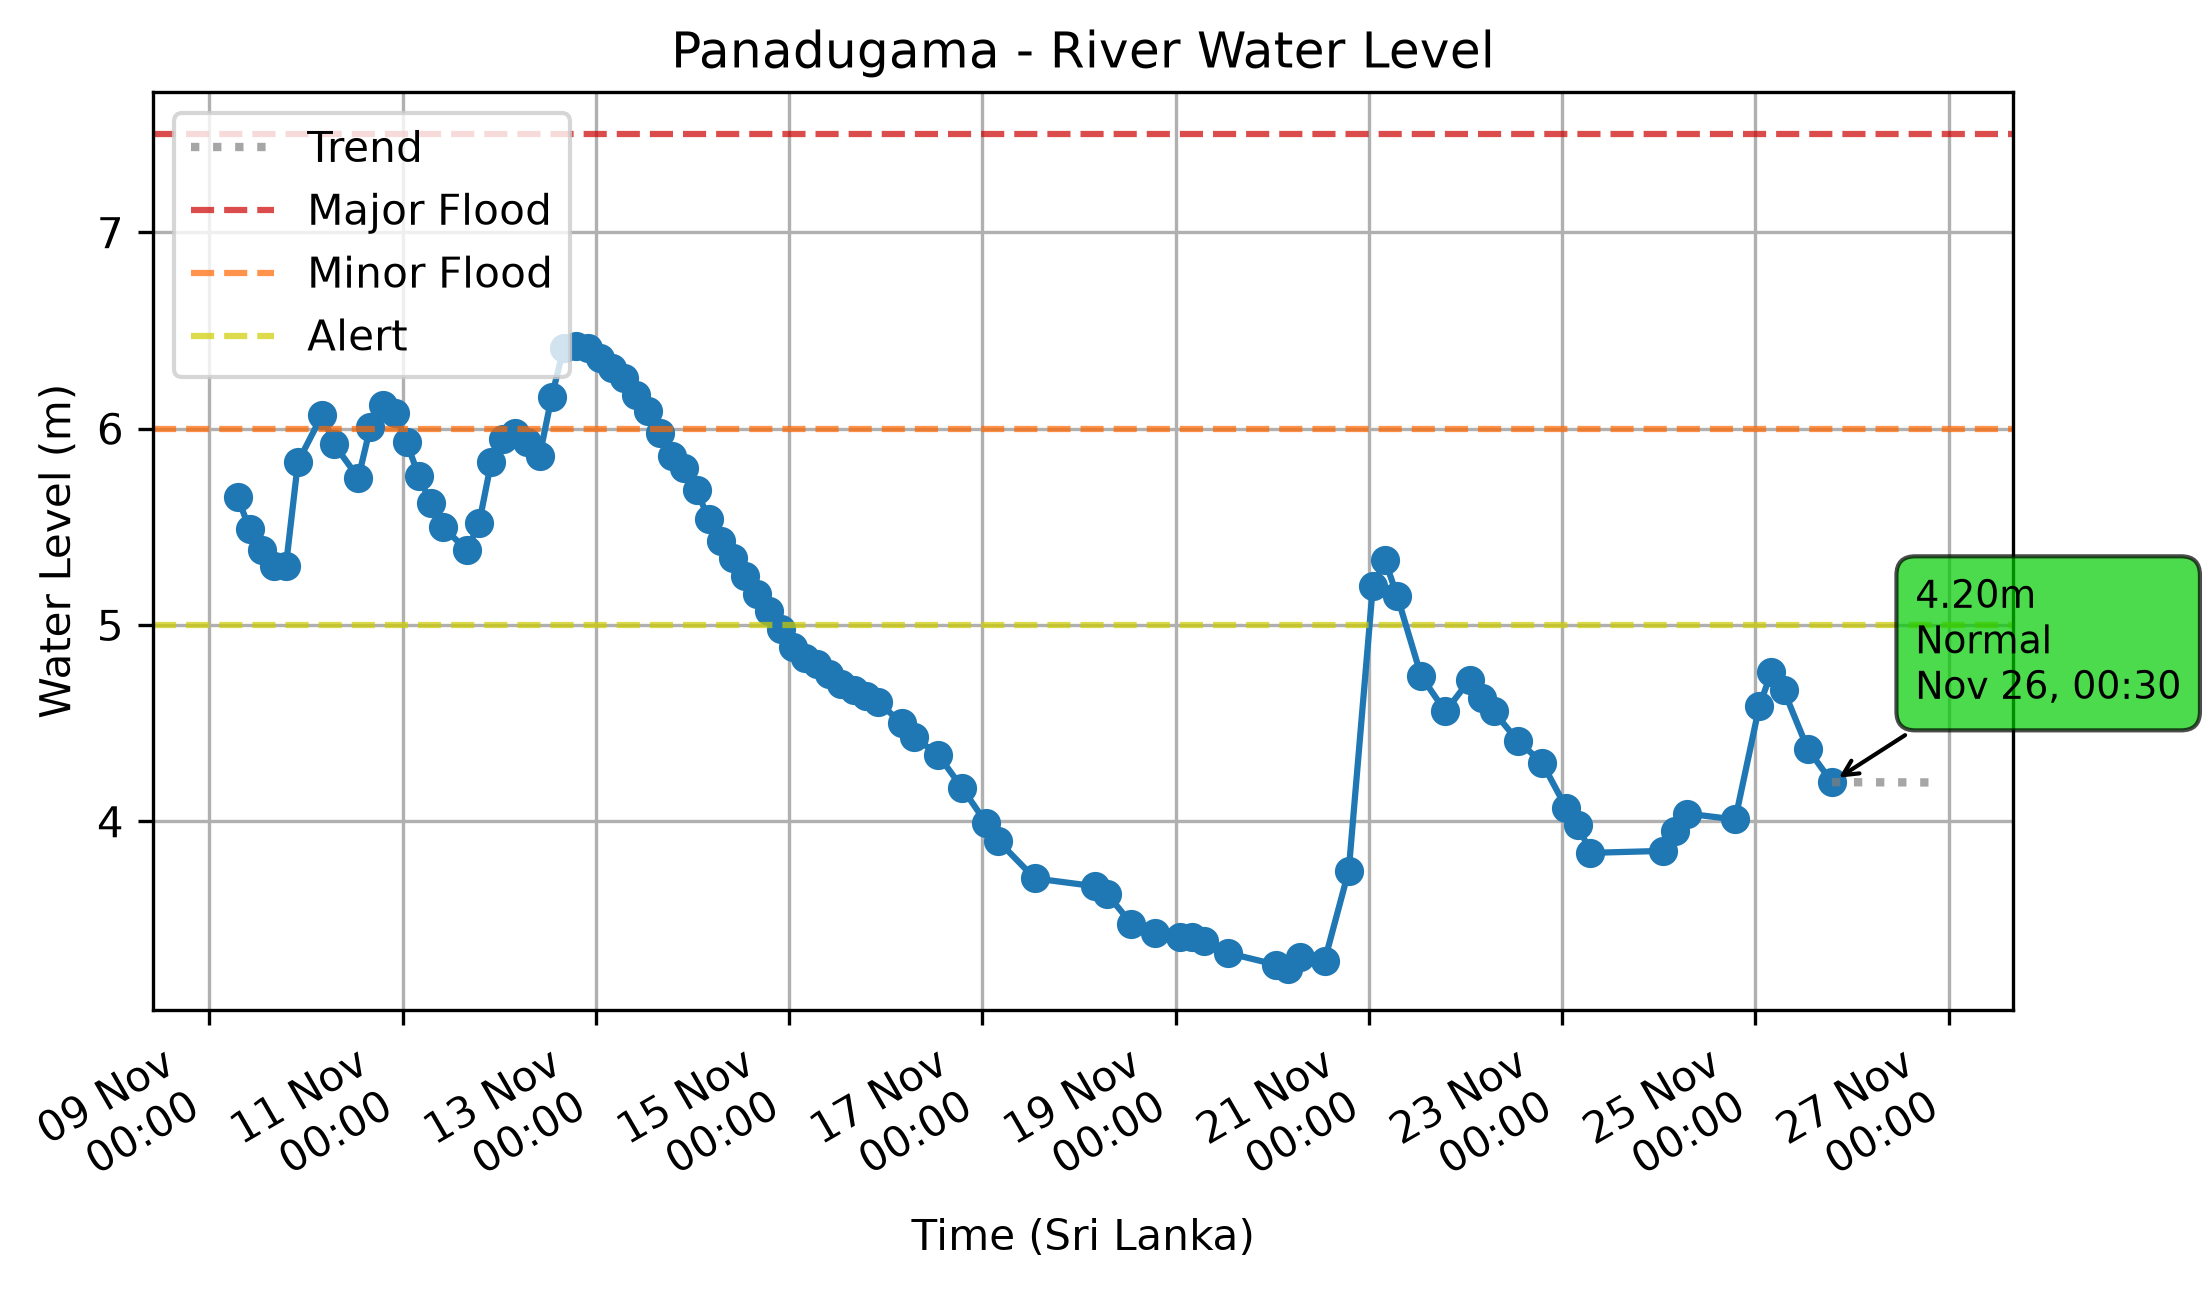 Panadugama - River Water Level
Trend
Major Flood
Minor Flood
Alert
7
6
5
4
Water Level (m)
4.20m
Normal
Nov 26, 00:30
09 Nov
00:00
11 Nov
00:00
13 Nov
00:00
15 Nov
00:00
17 Nov
00:00
19 Nov
00:00
21 Nov
00:00
23 Nov
00:00
25 Nov
00:00
27 Nov
00:00
Time (Sri Lanka)